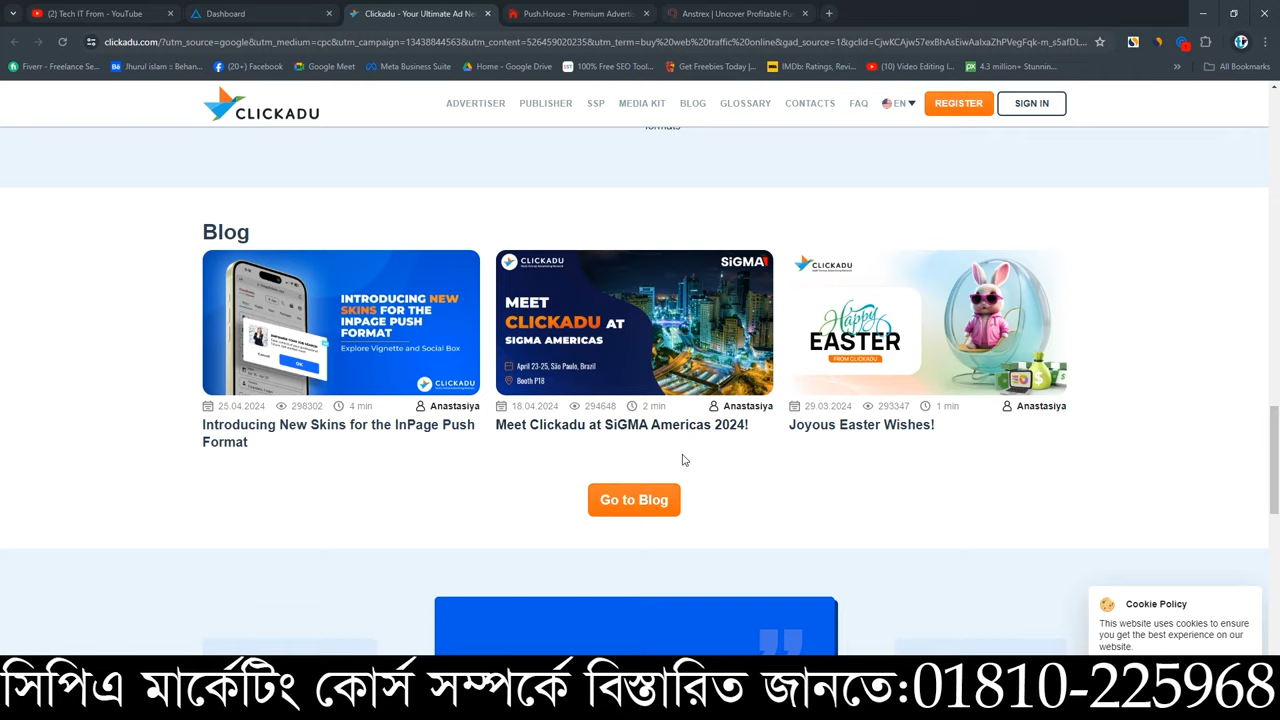 (2) Tech IT From - YouTube
Dashboard
Clickadu - Your Ultimate Ad Ne
Push.House - Premium Adverti
Anstrex | Uncover Profitable Pu
clickadu.com/?utm_source=google&utm_medium=cpc&utm_campaign=13438844563&utm_content=526459020235&utm_term=buy%20web%20traffic%20online&gad_source=1
Fiverr - Freelance Se...
Jhurul islam :: Behan...
(20+) Facebook
Google Meet
Meta Business Suite
Home - Google Drive
100% Free SEO Tool...
Get Freebies Today |...
IMDb: Ratings, Revi...
(10) Video Editing I...
4.3 million+ Stunnin...
All Bookmarks
CLICKADU
ADVERTISER
PUBLISHER
SSP
MEDIA KIT
BLOG
GLOSSARY
CONTACTS
FAQ
EN
REGISTER
SIGN IN
formats
Blog
INTRODUCING NEW
SKINS FOR THE
INPAGE PUSH
FORMAT
Explore Vignette and Social Box
CLICKADU
CLICKADU
SiGMA
MEET
CLICKADU AT
SIGMA AMERICAS
April 23-25, São Paulo, Brazil
Booth P18
CLICKADU
Happy
EASTER
FROM CLICKADU
25.04.2024 298302 4 min Anastasiya
18.04.2024 294648 2 min Anastasiya
29.03.2024 293347 1 min Anastasiya
Introducing New Skins for the InPage Push
Format
Meet Clickadu at SiGMA Americas 2024!
Joyous Easter Wishes!
Go to Blog
Cookie Policy
This website uses cookies to ensure
you get the best experience on our
website.
সিপিএ মার্কেটিং কোর্স সম্পর্কে বিস্তারিত জানতে:01810-225968